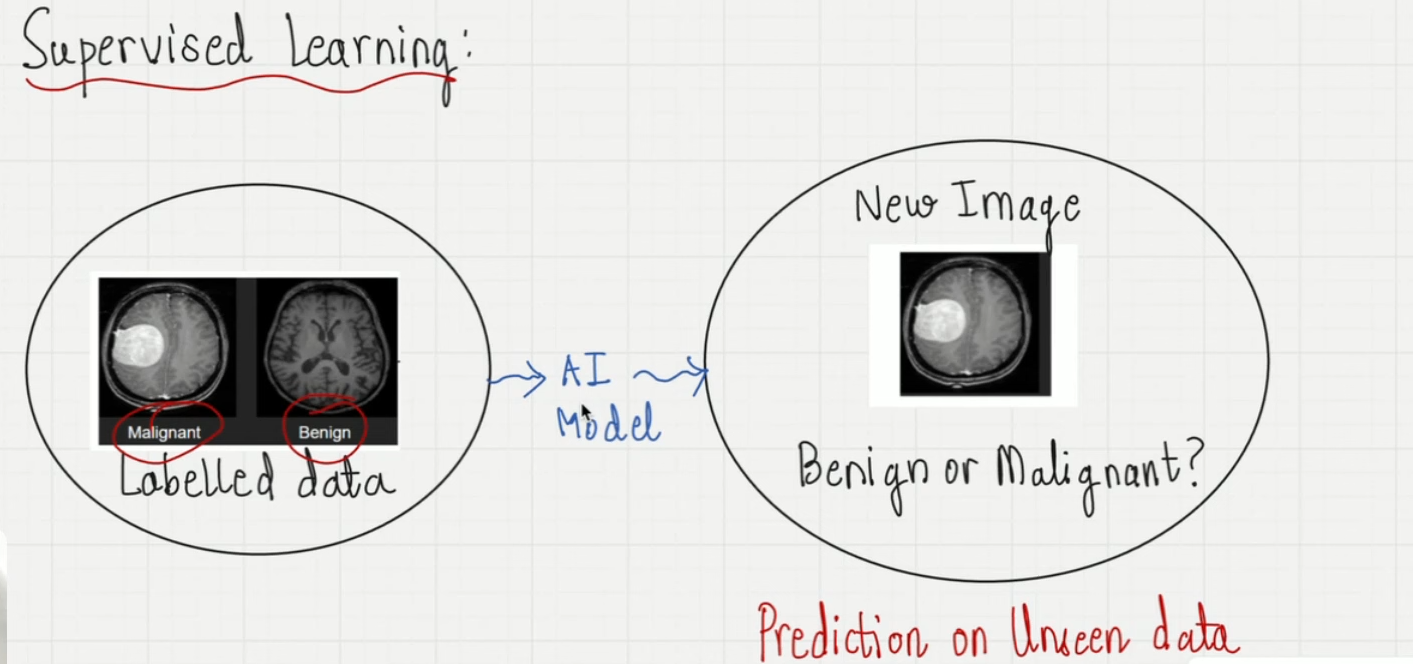 Supervised Learning:
Malignant
Benign
Labelled data
AI
Model
New Image
Benign or Malignant?
Prediction on Unseen data